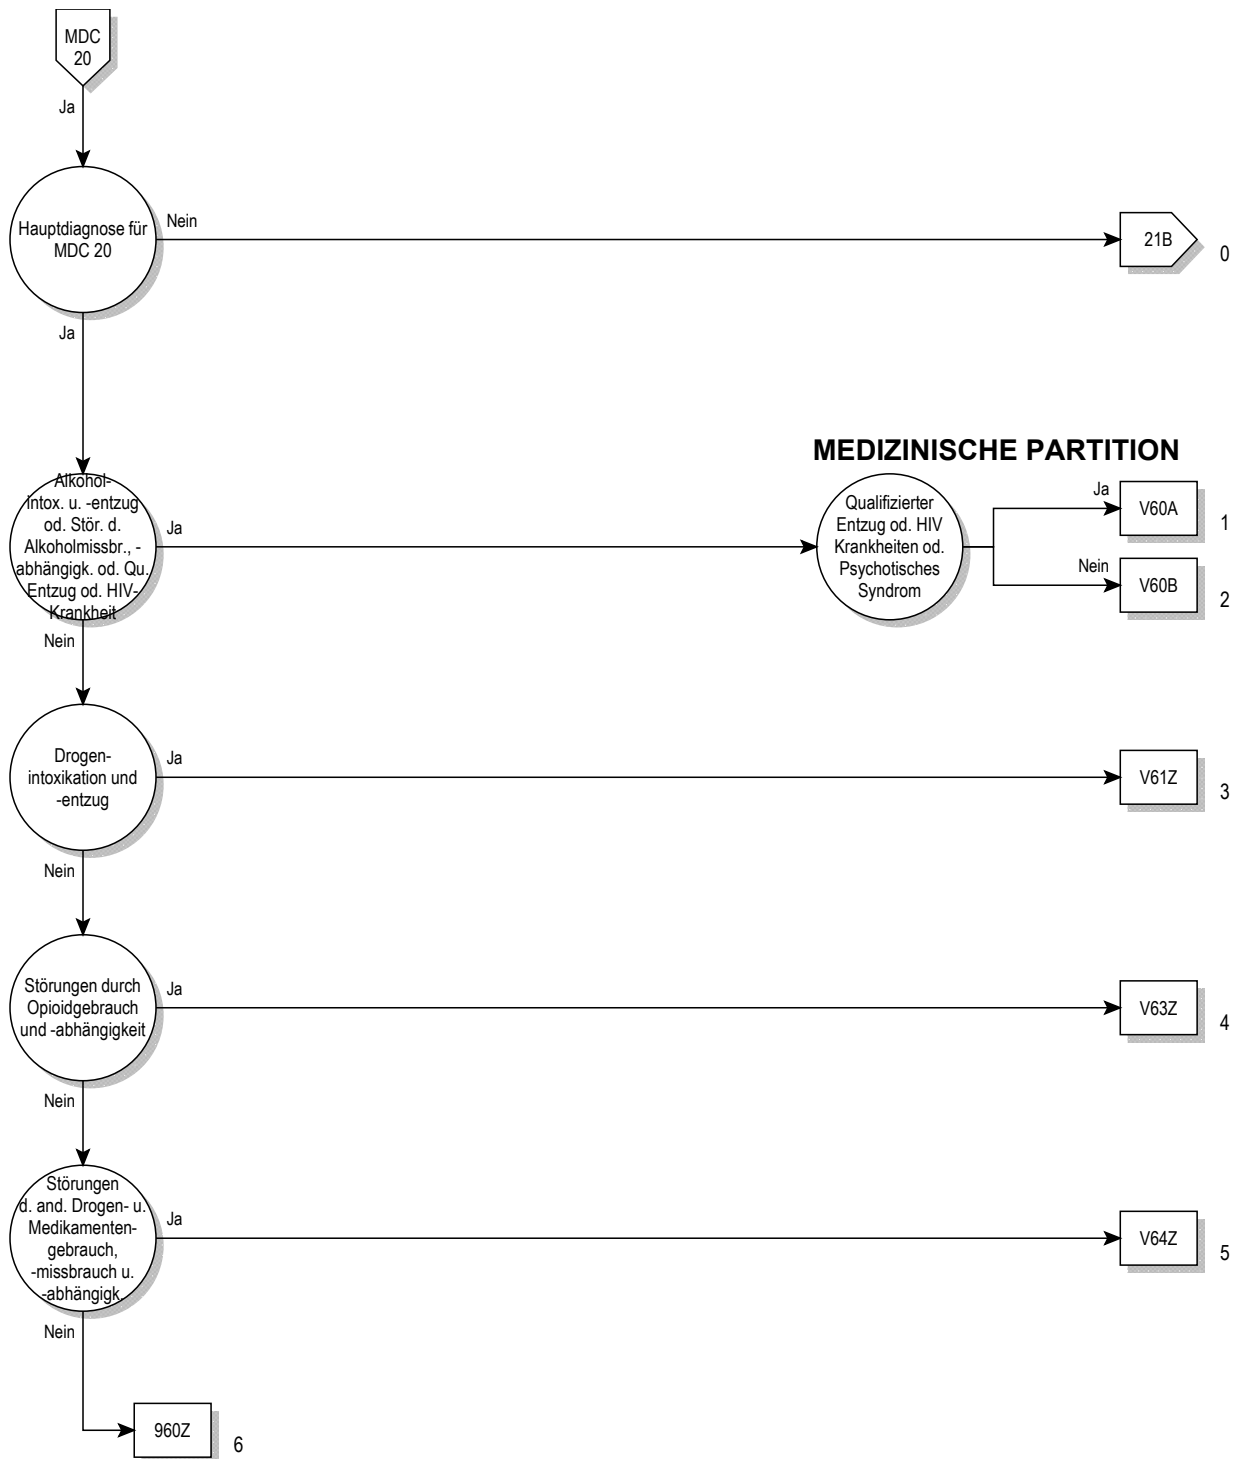 MDC
20
Ja
Hauptdiagnose für
MDC 20
Nein
21B
0
Ja
MEDIZINISCHE PARTITION
Alkohol-
intox. u. -entzug
od. Stör. d.
Alkoholmissbr., -
abhängigk. od. Qu.
Entzug od. HIV-
Krankheit
Ja
Qualifizierter
Entzug od. HIV
Krankheiten od.
Psychotisches
Syndrom
Ja
V60A
1
Nein
V60B
2
Nein
Drogen-
intoxikation und
-entzug
Ja
V61Z
3
Nein
Störungen durch
Opioidgebrauch
und -abhängigkeit
Ja
V63Z
4
Nein
Störungen
d. and. Drogen- u.
Medikamenten-
gebrauch,
-missbrauch u.
-abhängigk.
Ja
V64Z
5
Nein
960Z
6